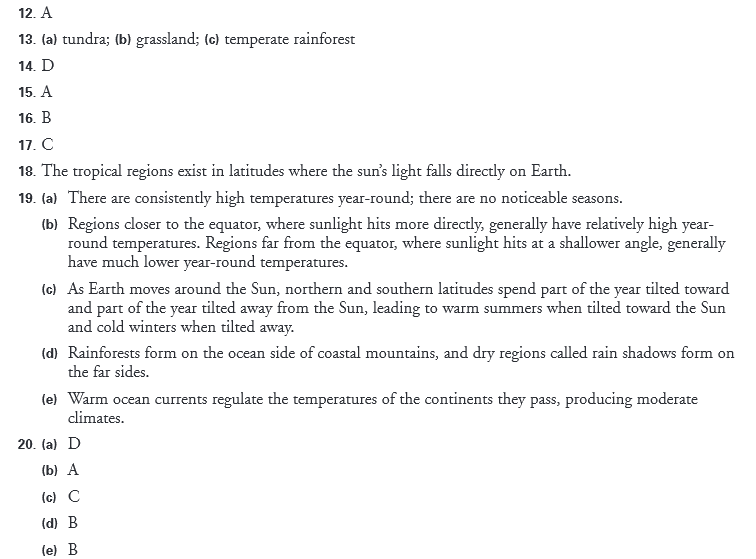 12. A
13. (a) tundra; (b) grassland; (c) temperate rainforest
14. D
15. A
16. B
17. C
18. The tropical regions exist in latitudes where the sun's light falls directly on Earth.
19. (a) There are consistently high temperatures year-round; there are no noticeable seasons.
(b) Regions closer to the equator, where sunlight hits more directly, generally have relatively high year-
round temperatures. Regions far from the equator, where sunlight hits at a shallower angle, generally
have much lower year-round temperatures.
(c) As Earth moves around the Sun, northern and southern latitudes spend part of the year tilted toward
and part of the year tilted away from the Sun, leading to warm summers when tilted toward the Sun
and cold winters when tilted away.
(d) Rainforests form on the ocean side of coastal mountains, and dry regions called rain shadows form on
the far sides.
(e) Warm ocean currents regulate the temperatures of the continents they pass, producing moderate
climates.
20. (a) D
(b) A
(c) C
(d) B
(e) B